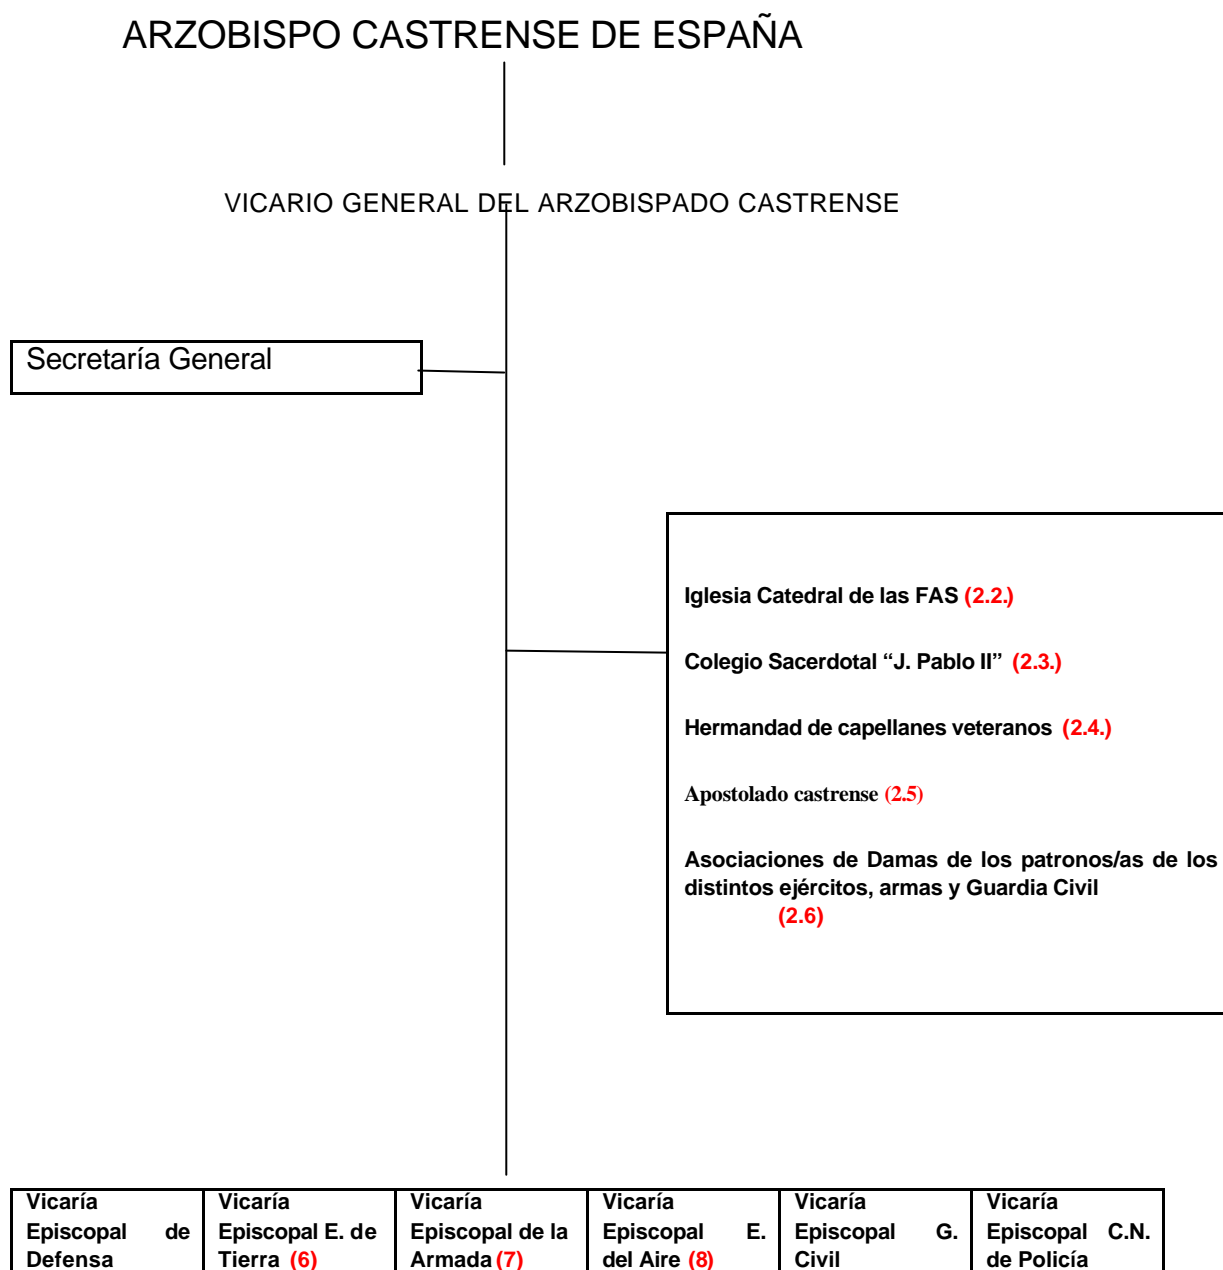 ARZOBISPO CASTRENSE DE ESPAÑA
VICARIO GENERAL DEL ARZOBISPADO CASTRENSE
Secretaría General
Iglesia Catedral de las FAS (2.2.)
Colegio Sacerdotal “J. Pablo II” (2.3.)
Hermandad de capellanes veteranos (2.4.)
Apostolado castrense (2.5)
Asociaciones de Damas de los patronos/as de los
distintos ejércitos, armas y Guardia Civil
(2.6)
Vicaría
Episcopal de
Defensa
Vicaría
Episcopal E. de
Tierra (6)
Vicaría
Episcopal de la
Armada (7)
Vicaría
Episcopal E.
del Aire (8)
Vicaría
Episcopal G.
Civil
Vicaría
Episcopal C.N.
de Policía